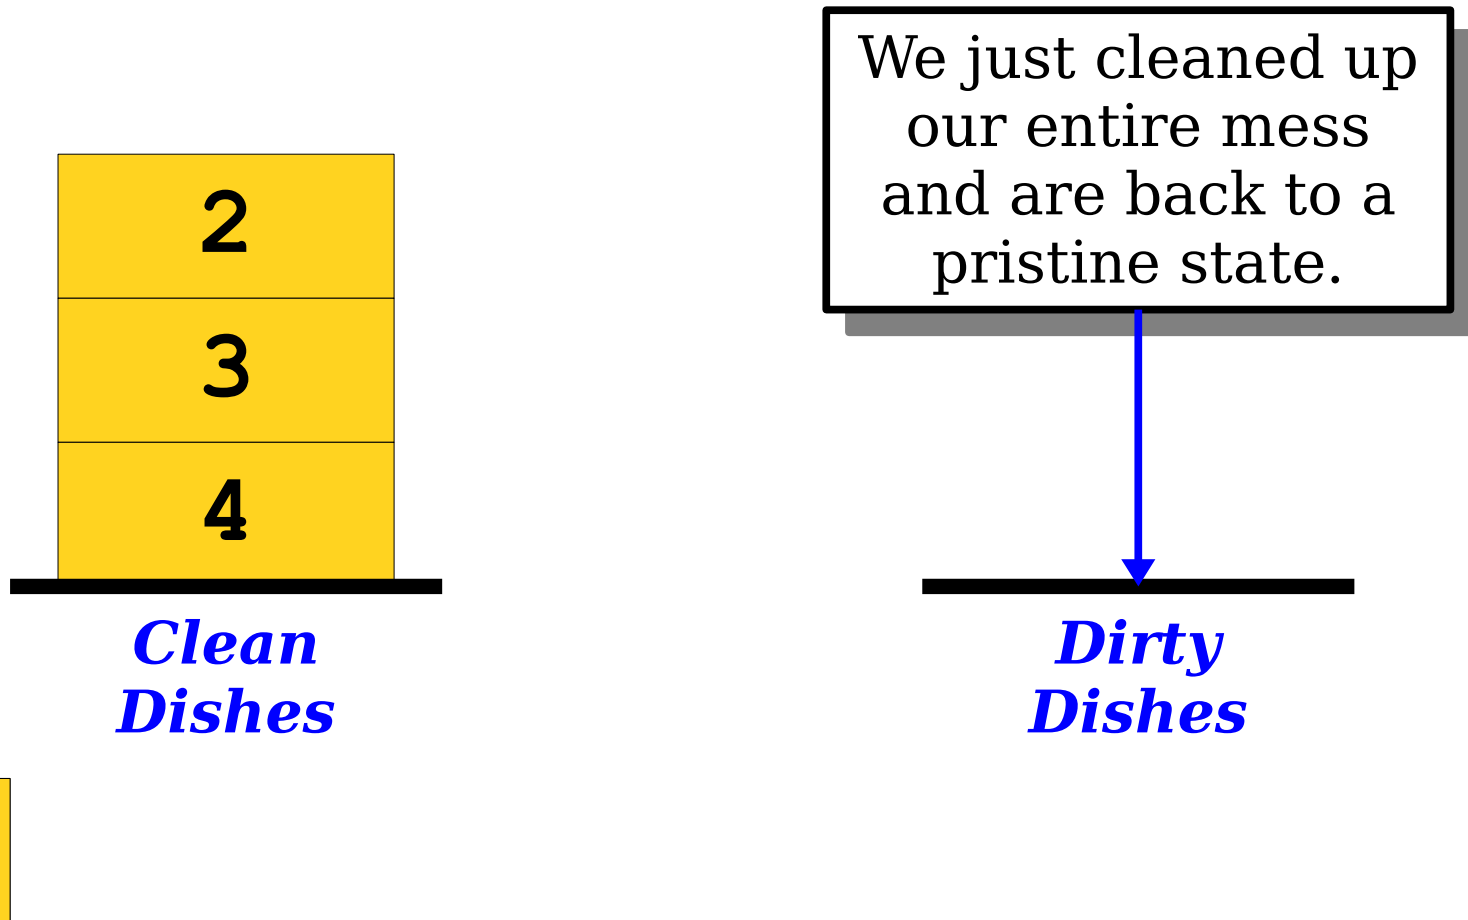 We just cleaned up
our entire mess
and are back to a
pristine state.
2
3
4
Clean
Dishes
Dirty
Dishes